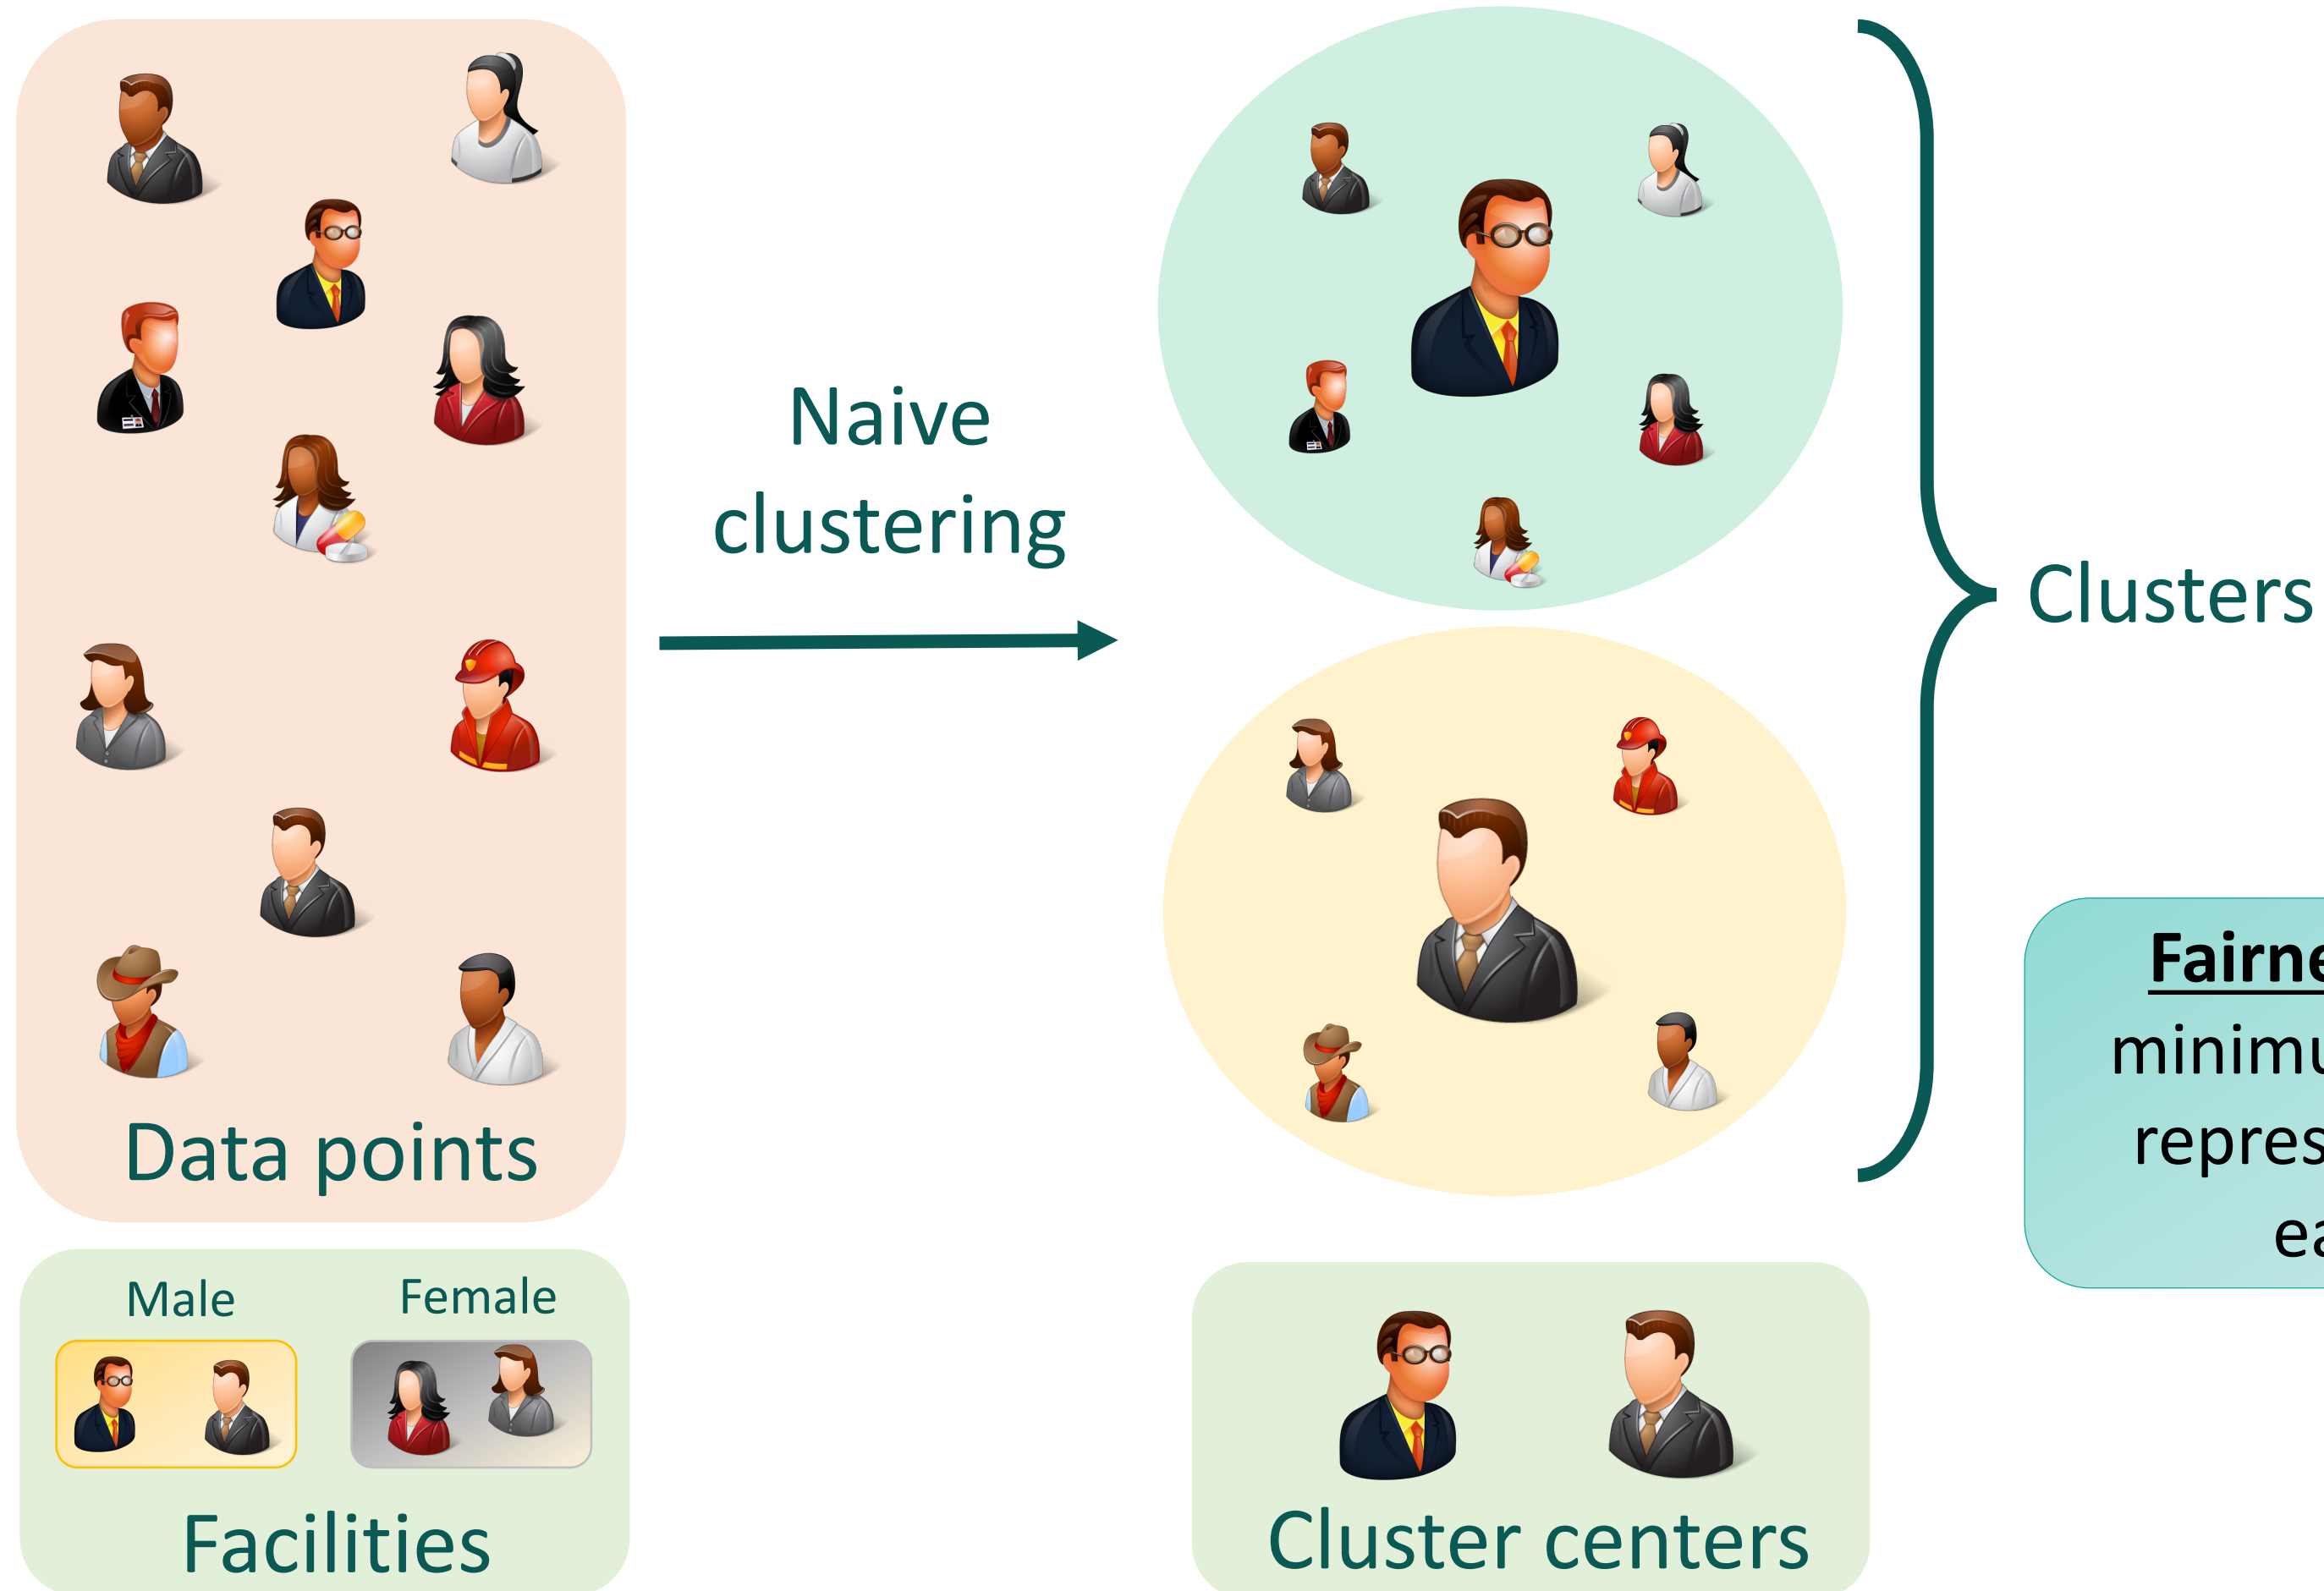 Data points
Male
Female
Facilities
Naive
clustering
Clusters
Cluster centers